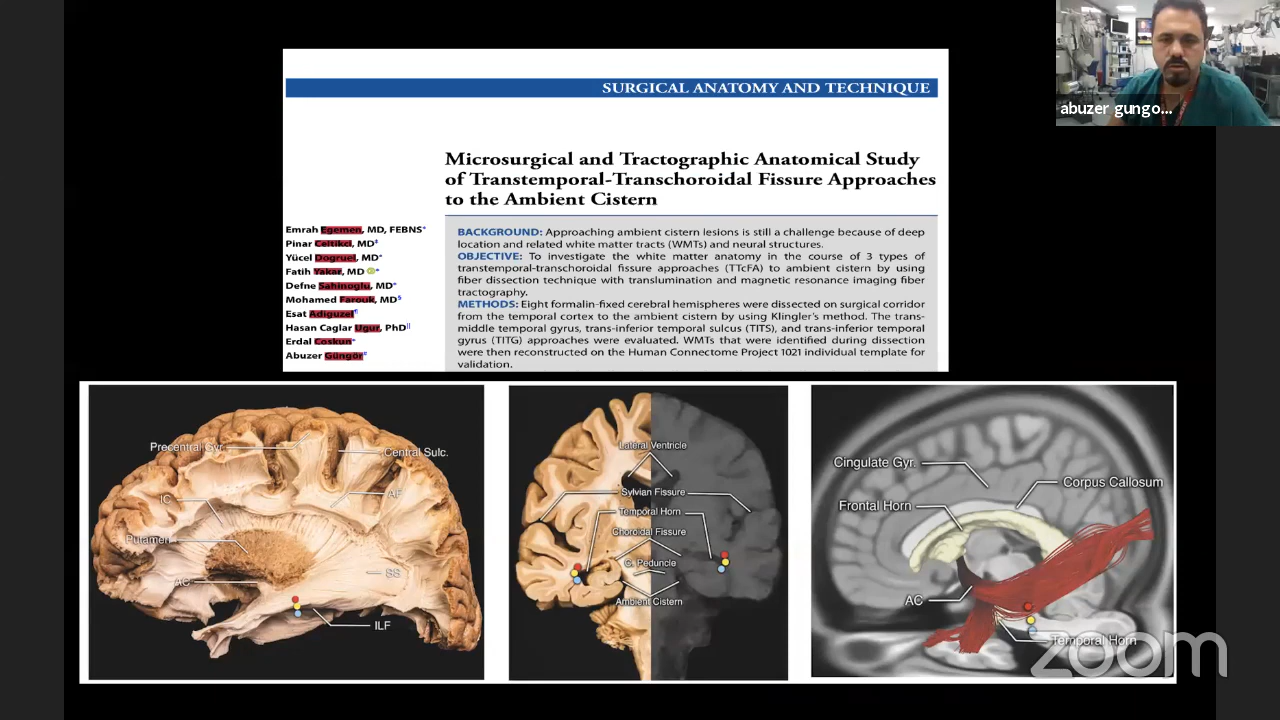 abuzer gungo...
SURGICAL ANATOMY AND TECHNIQUE
Microsurgical and Tractographic Anatomical Study
of Transtemporal-Transchoroidal Fissure Approaches
to the Ambient Cistern
Emrah Egemen, MD, FEBNS*
Pinar Celtikci, MD‡
Yücel Dogruel, MD*
Fatih Yakar, MD *
Defne Sahinoglu, MD*
Mohamed Farouk, MD§
Esat Adiguzel¶
Hasan Caglar Ugur, PhD||
Erdal Coskun*
Abuzer Güngör#
BACKGROUND: Approaching ambient cistern lesions is still a challenge because of deep
location and related white matter tracts (WMTs) and neural structures.
OBJECTIVE: To investigate the white matter anatomy in the course of 3 types of
transtemporal-transchoroidal fissure approaches (TTcFA) to ambient cistern by using
fiber dissection technique with translumination and magnetic resonance imaging fiber
tractography.
METHODS: Eight formalin-fixed cerebral hemispheres were dissected on surgical corridor
from the temporal cortex to the ambient cistern by using Klingler's method. The trans-
middle temporal gyrus, trans-inferior temporal sulcus (TITS), and trans-inferior temporal
gyrus (TITG) approaches were evaluated. WMTs that were identified during dissection
were then reconstructed on the Human Connectome Project 1021 individual template for
validation.
Precentral Gyr.
Central Sulc.
IC
AF
Putamen
AC
SS
ILF
Lateral Ventricle
Sylvian Fissure
Temporal Horn
Choroidal Fissure
C. Peduncle
Ambient Cistern
Cingulate Gyr.
Corpus Callosum
Frontal Horn
AC
Temporal Horn
zoom